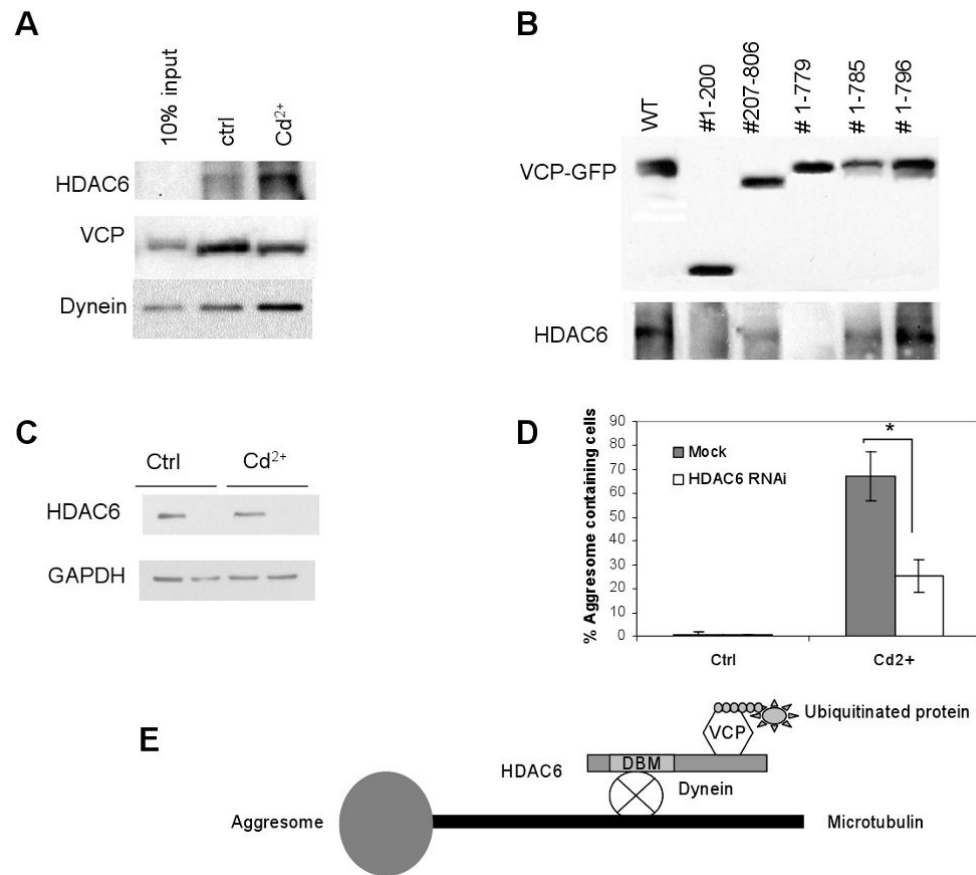 A
10% input
ctrl
Cd²⁺
HDAC6
VCP
Dynein
B
WT
#1-200
#207-806
# 1-779
# 1-785
# 1-796
VCP-GFP
HDAC6
C
Ctrl
Cd²⁺
HDAC6
GAPDH
D
% Aggresome containing cells
90
80
70
60
50
40
30
20
10
0
Mock
HDAC6 RNAi
*
Ctrl
Cd2+
E
Ubiquitinated protein
VCP
HDAC6
DBM
Dynein
Aggresome
Microtubulin